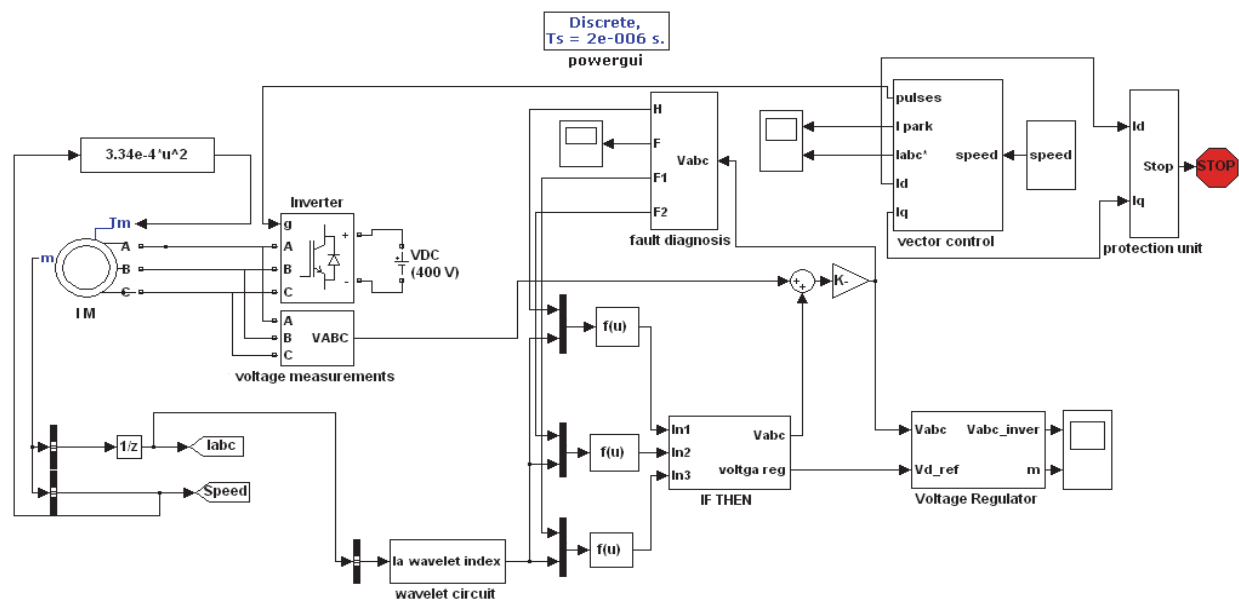 Discrete,
Ts = 2e-006 s.
powergui
3.34e-4*u^2
Tm
m
A
B
C
I M
Inverter
g
A
B
C
+
-
VDC
(400 V)
A
B
C
VABC
voltage measurements
H
F
F1
F2
Vabc
fault diagnosis
pulses
I park
Iabc*
Id
Iq
speed
vector control
speed
Id
Iq
Stop
protection unit
STOP
+
+
K-
f(u)
f(u)
f(u)
In1
In2
In3
Vabc
voltga reg
IF THEN
Vabc
Vd_ref
Vabc_inver
m
Voltage Regulator
1/z
Iabc
Speed
Ia wavelet index
wavelet circuit